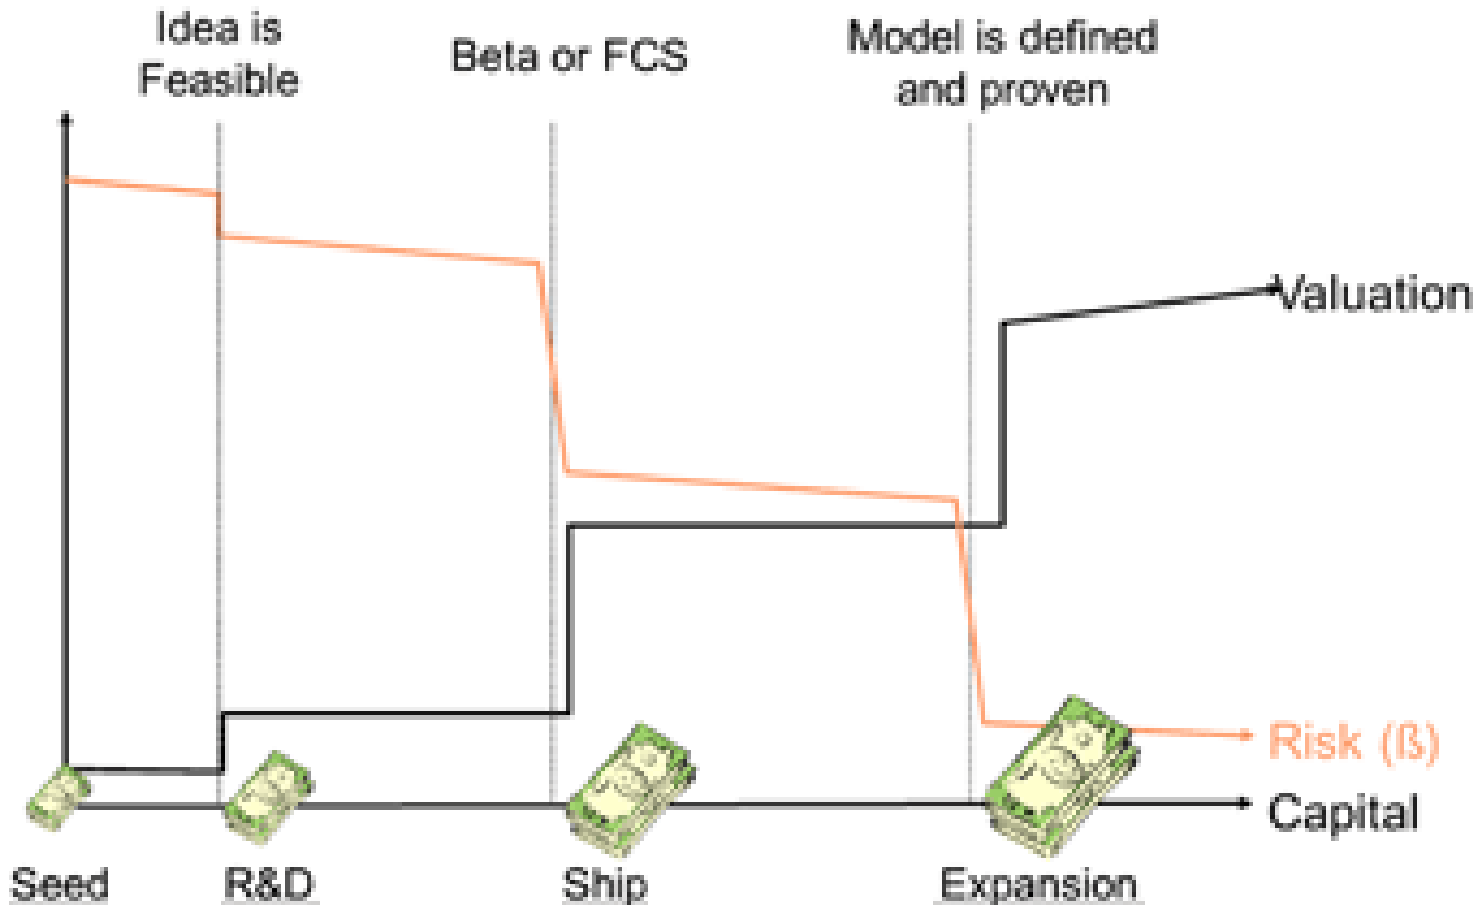 Idea is
Feasible
Beta or FCS
Model is defined
and proven
Valuation
Risk (ß)
Capital
Seed
R&D
Ship
Expansion